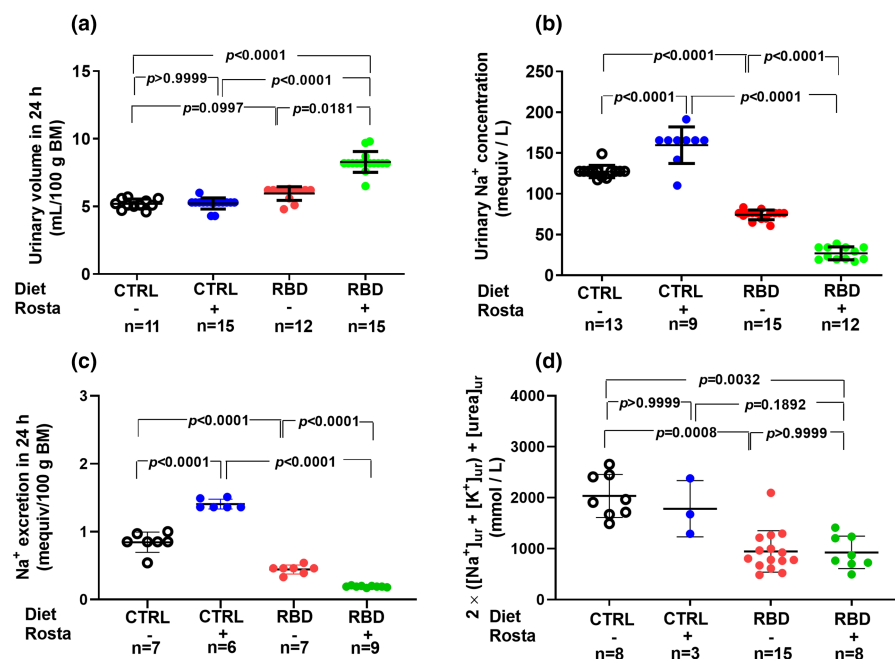 (a)
p<0.0001
p>0.9999
p<0.0001
p=0.0997
p=0.0181
Urinary volume in 24 h
(mL/100 g BM)
15
10
5
0
Diet CTRL CTRL RBD RBD
Rosta - + - +
n=11 n=15 n=12 n=15
(b)
p<0.0001 p<0.0001
p<0.0001 p<0.0001
Urinary Na+ concentration
(mequiv / L)
250
200
150
100
50
0
Diet CTRL CTRL RBD RBD
Rosta - + - +
n=13 n=9 n=15 n=12
(c)
p<0.0001 p<0.0001
p<0.0001 p<0.0001
Na+ excretion in 24 h
(mequiv/100 g BM)
3
2
1
0
Diet CTRL CTRL RBD RBD
Rosta - + - +
n=7 n=6 n=7 n=9
(d)
p=0.0032
p>0.9999
p=0.1892
p=0.0008
p>0.9999
2 × ([Na+]ur + [K+]ur) + [urea]ur
(mmol / L)
4000
3000
2000
1000
0
Diet CTRL CTRL RBD RBD
Rosta - + - +
n=8 n=3 n=15 n=8